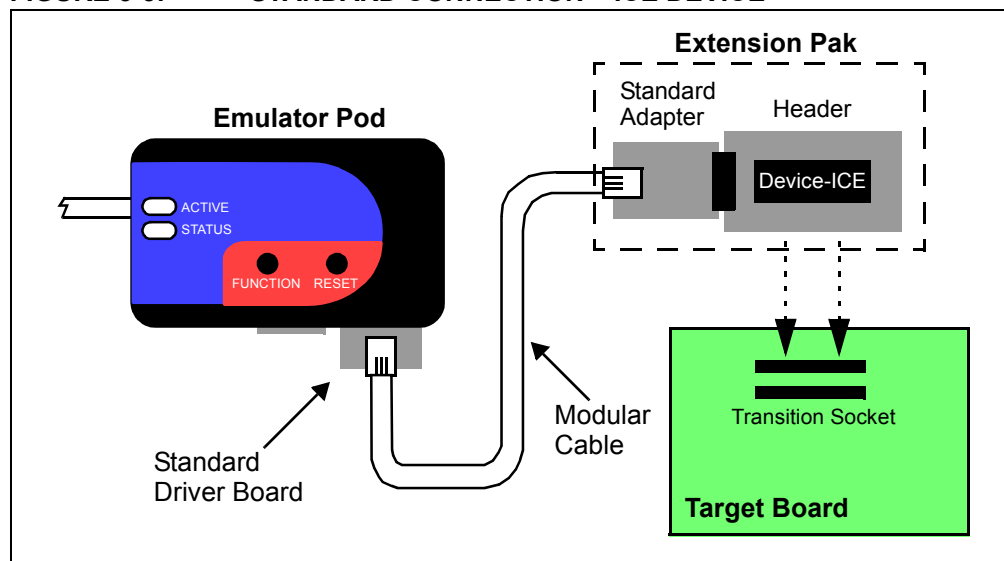 Extension Pak
Standard
Adapter
Header
Emulator Pod
Device-ICE
ACTIVE
STATUS
FUNCTION RESET
Modular
Cable
Transition Socket
Standard
Driver Board
Target Board